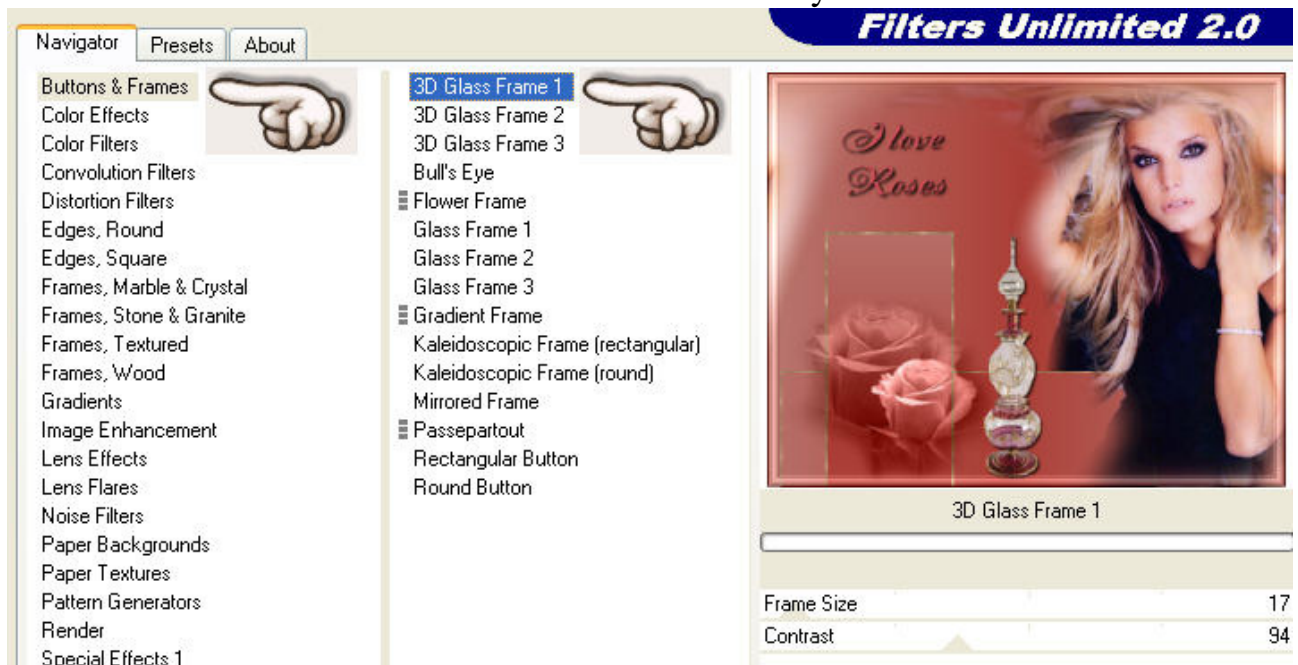 Filters Unlimited 2.0
Navigator
Presets
About
Buttons & Frames
Color Effects
Color Filters
Convolution Filters
Distortion Filters
Edges, Round
Edges, Square
Frames, Marble & Crystal
Frames, Stone & Granite
Frames, Textured
Frames, Wood
Gradients
Image Enhancement
Lens Effects
Lens Flares
Noise Filters
Paper Backgrounds
Paper Textures
Pattern Generators
Render
Special Effects 1
3D Glass Frame 1
3D Glass Frame 2
3D Glass Frame 3
Bull's Eye
Flower Frame
Glass Frame 1
Glass Frame 2
Glass Frame 3
Gradient Frame
Kaleidoscopic Frame (rectangular)
Kaleidoscopic Frame (round)
Mirrored Frame
Passepartout
Rectangular Button
Round Button
I love
Roses
3D Glass Frame 1
Frame Size 17
Contrast 94